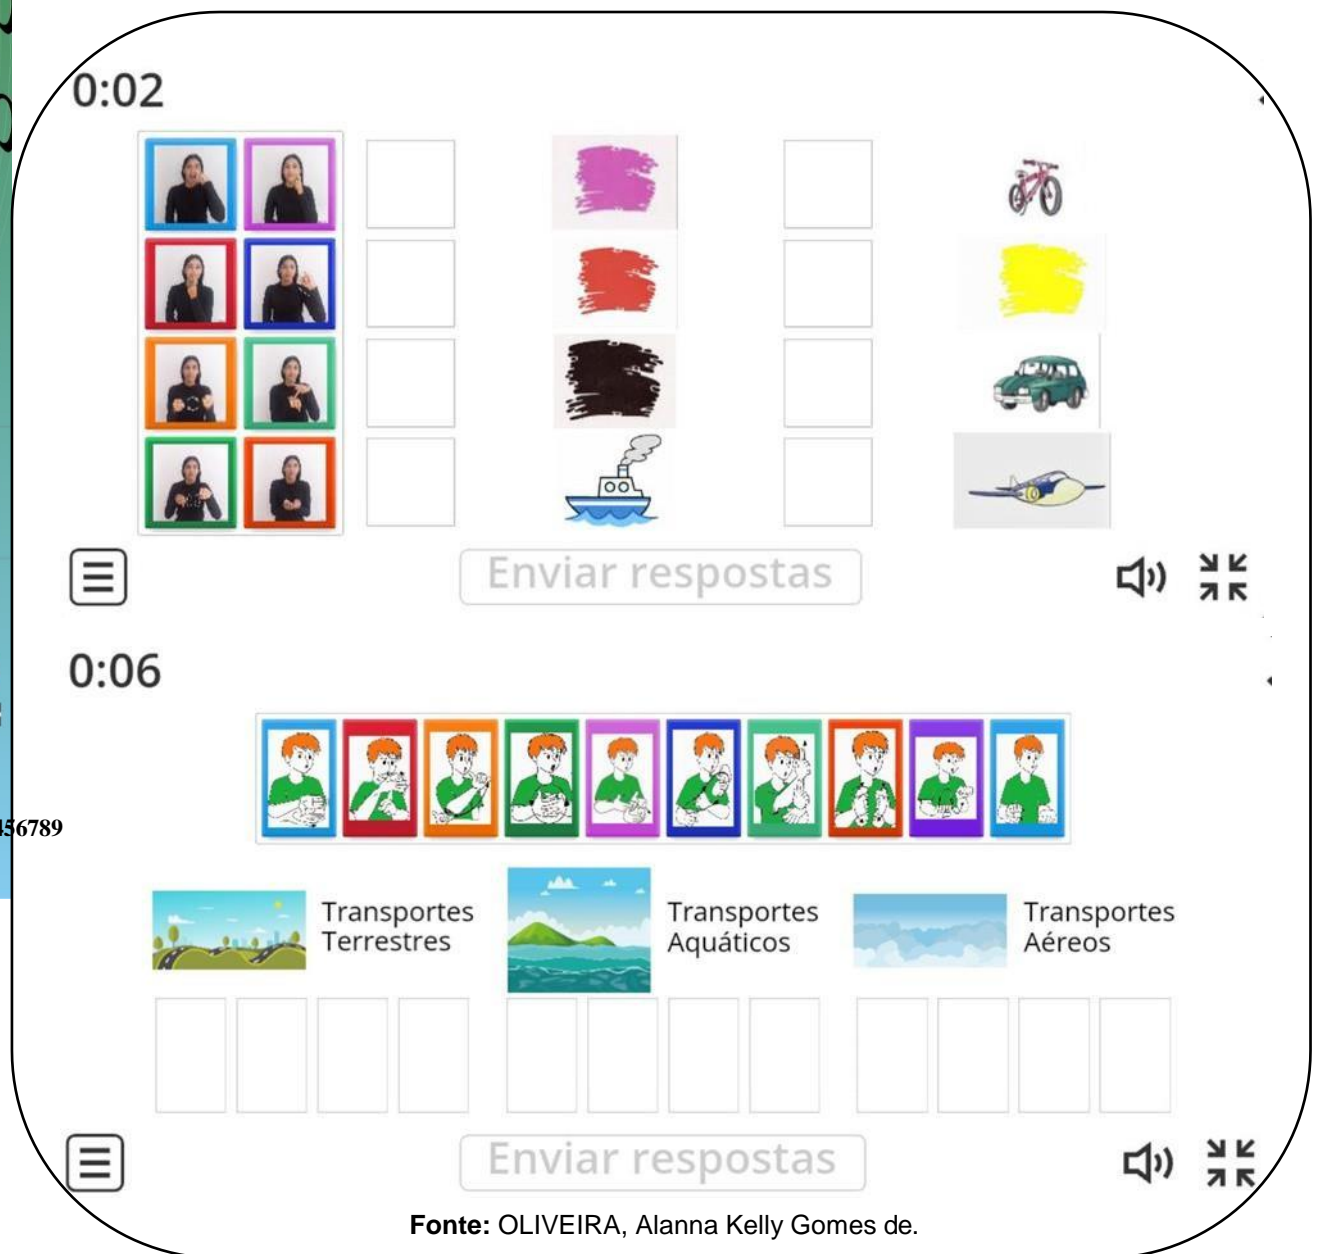 0:02
Enviar respostas
0:06
456789
Transportes
Terrestres
Transportes
Aquáticos
Transportes
Aéreos
Enviar respostas
Fonte: OLIVEIRA, Alanna Kelly Gomes de.